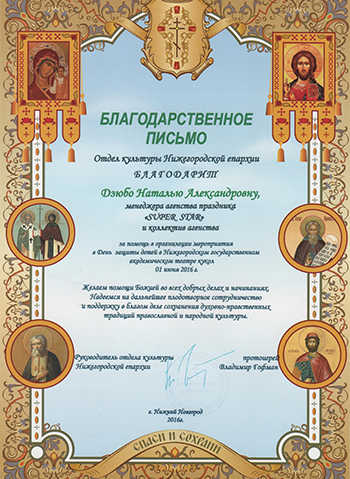 БЛАГОДАРСТВЕННОЕ
ПИСЬМО
Отдел культуры Нижегородской епархии
БЛАГОДАРИТ
Дзюбо Наталью Александровну,
менеджера агенства праздника
«SUPER STAR»
и коллектив агенства
за помощь в организации мероприятия
в День защиты детей в Нижегородском государственном
академическом театре кукол
01 июня 2016 г.
Желаем помощи Божией во всех добрых делах и начинаниях.
Надеемся на дальнейшее плодотворное сотрудничество
и поддержку в благом деле сохранения духовно-нравственных
традиций православной и народной культуры.
Руководитель отдела культуры
Нижегородской епархии
протоиерей
Владимир Гофман
г. Нижний Новгород
2016г.
СПАСИ И СОХРАНИ